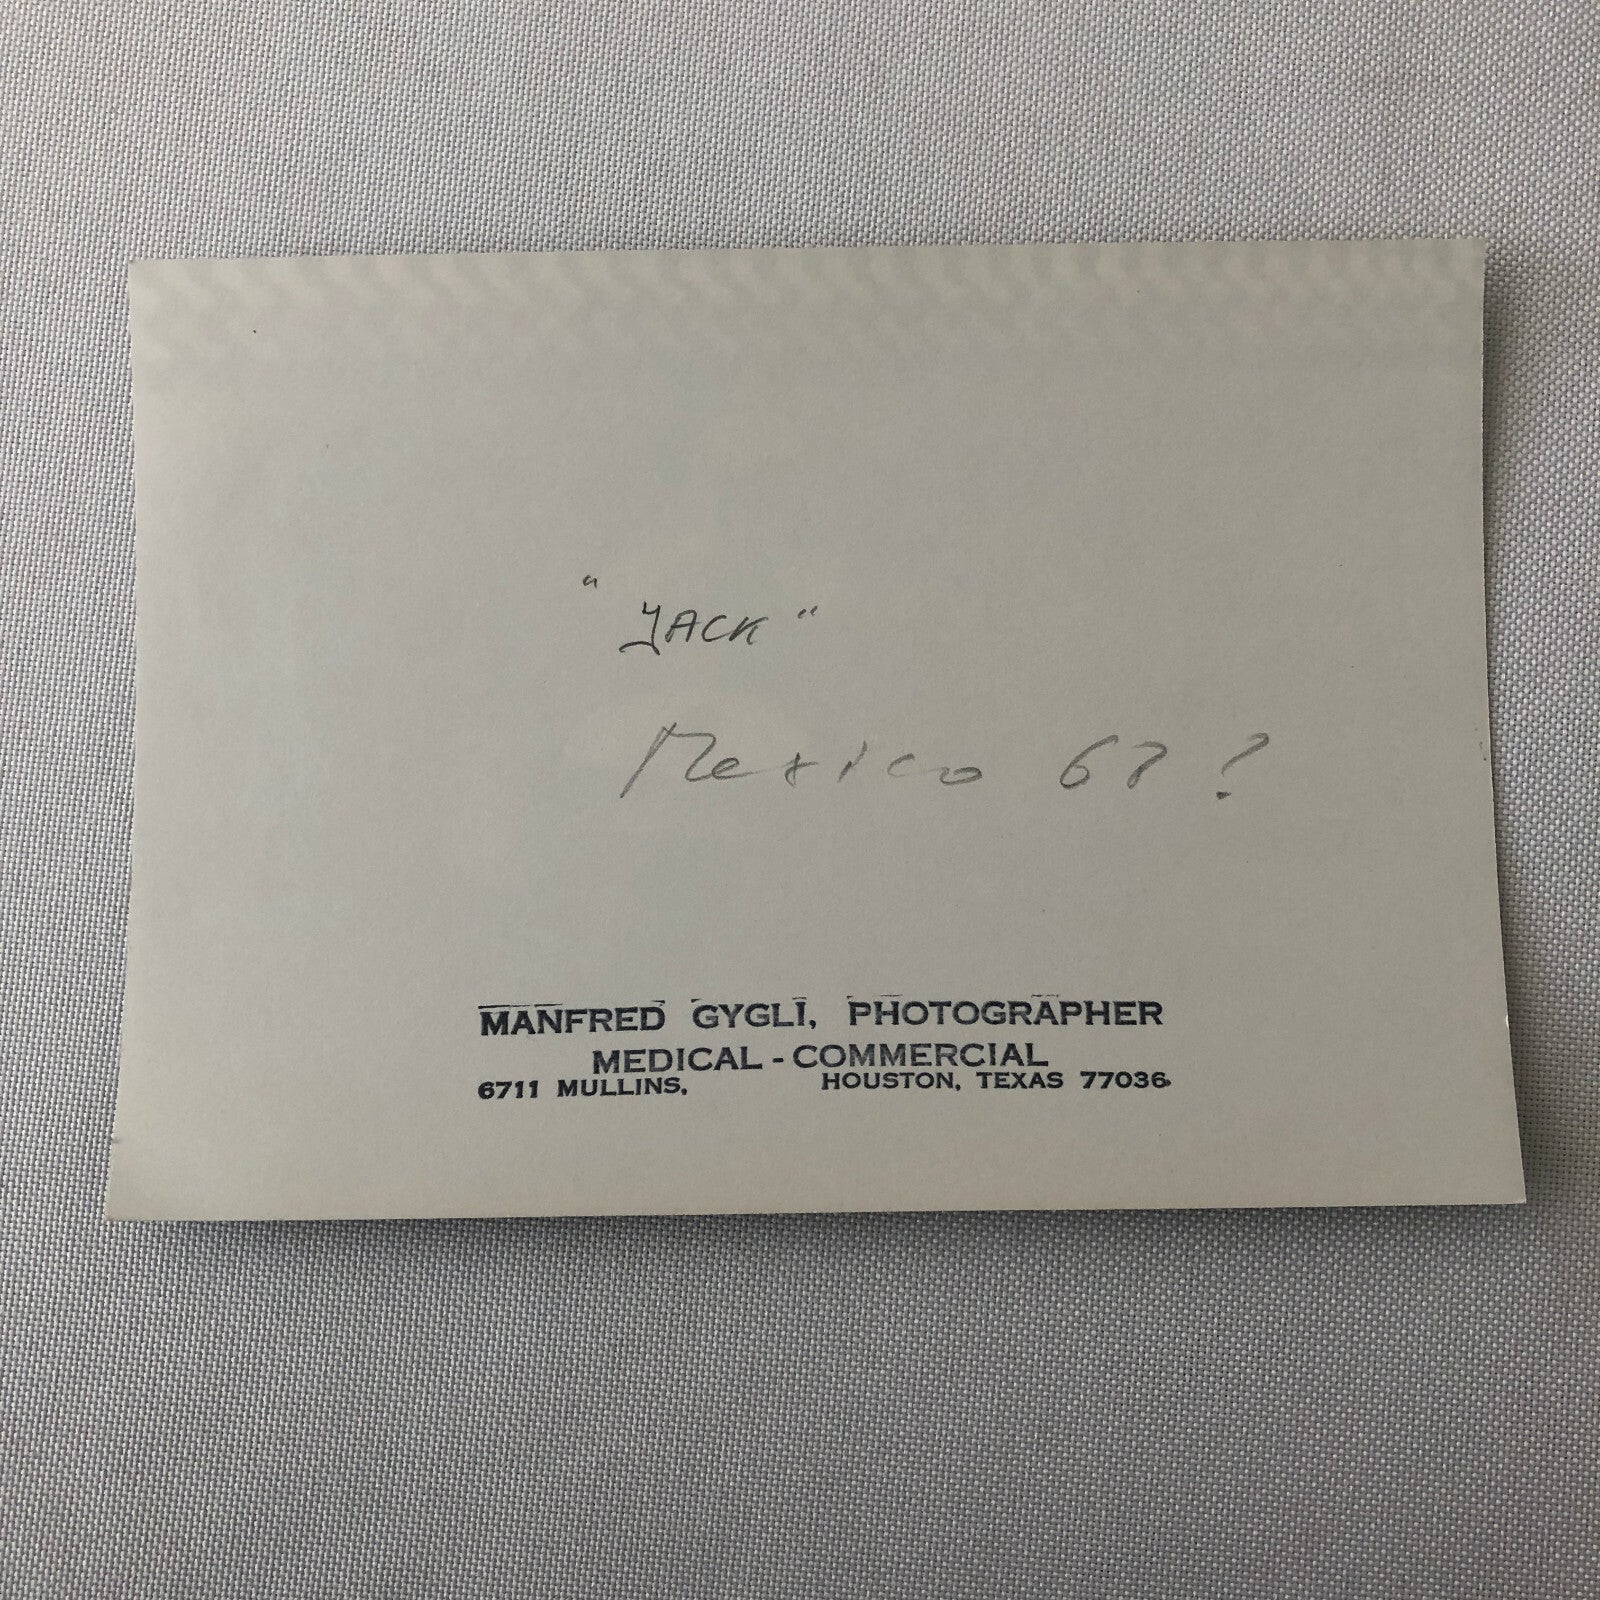 "JACK"
Mexico 67 ?
MANFRED GYGLI, PHOTOGRAPHER
MEDICAL - COMMERCIAL
6711 MULLINS, HOUSTON, TEXAS 77036